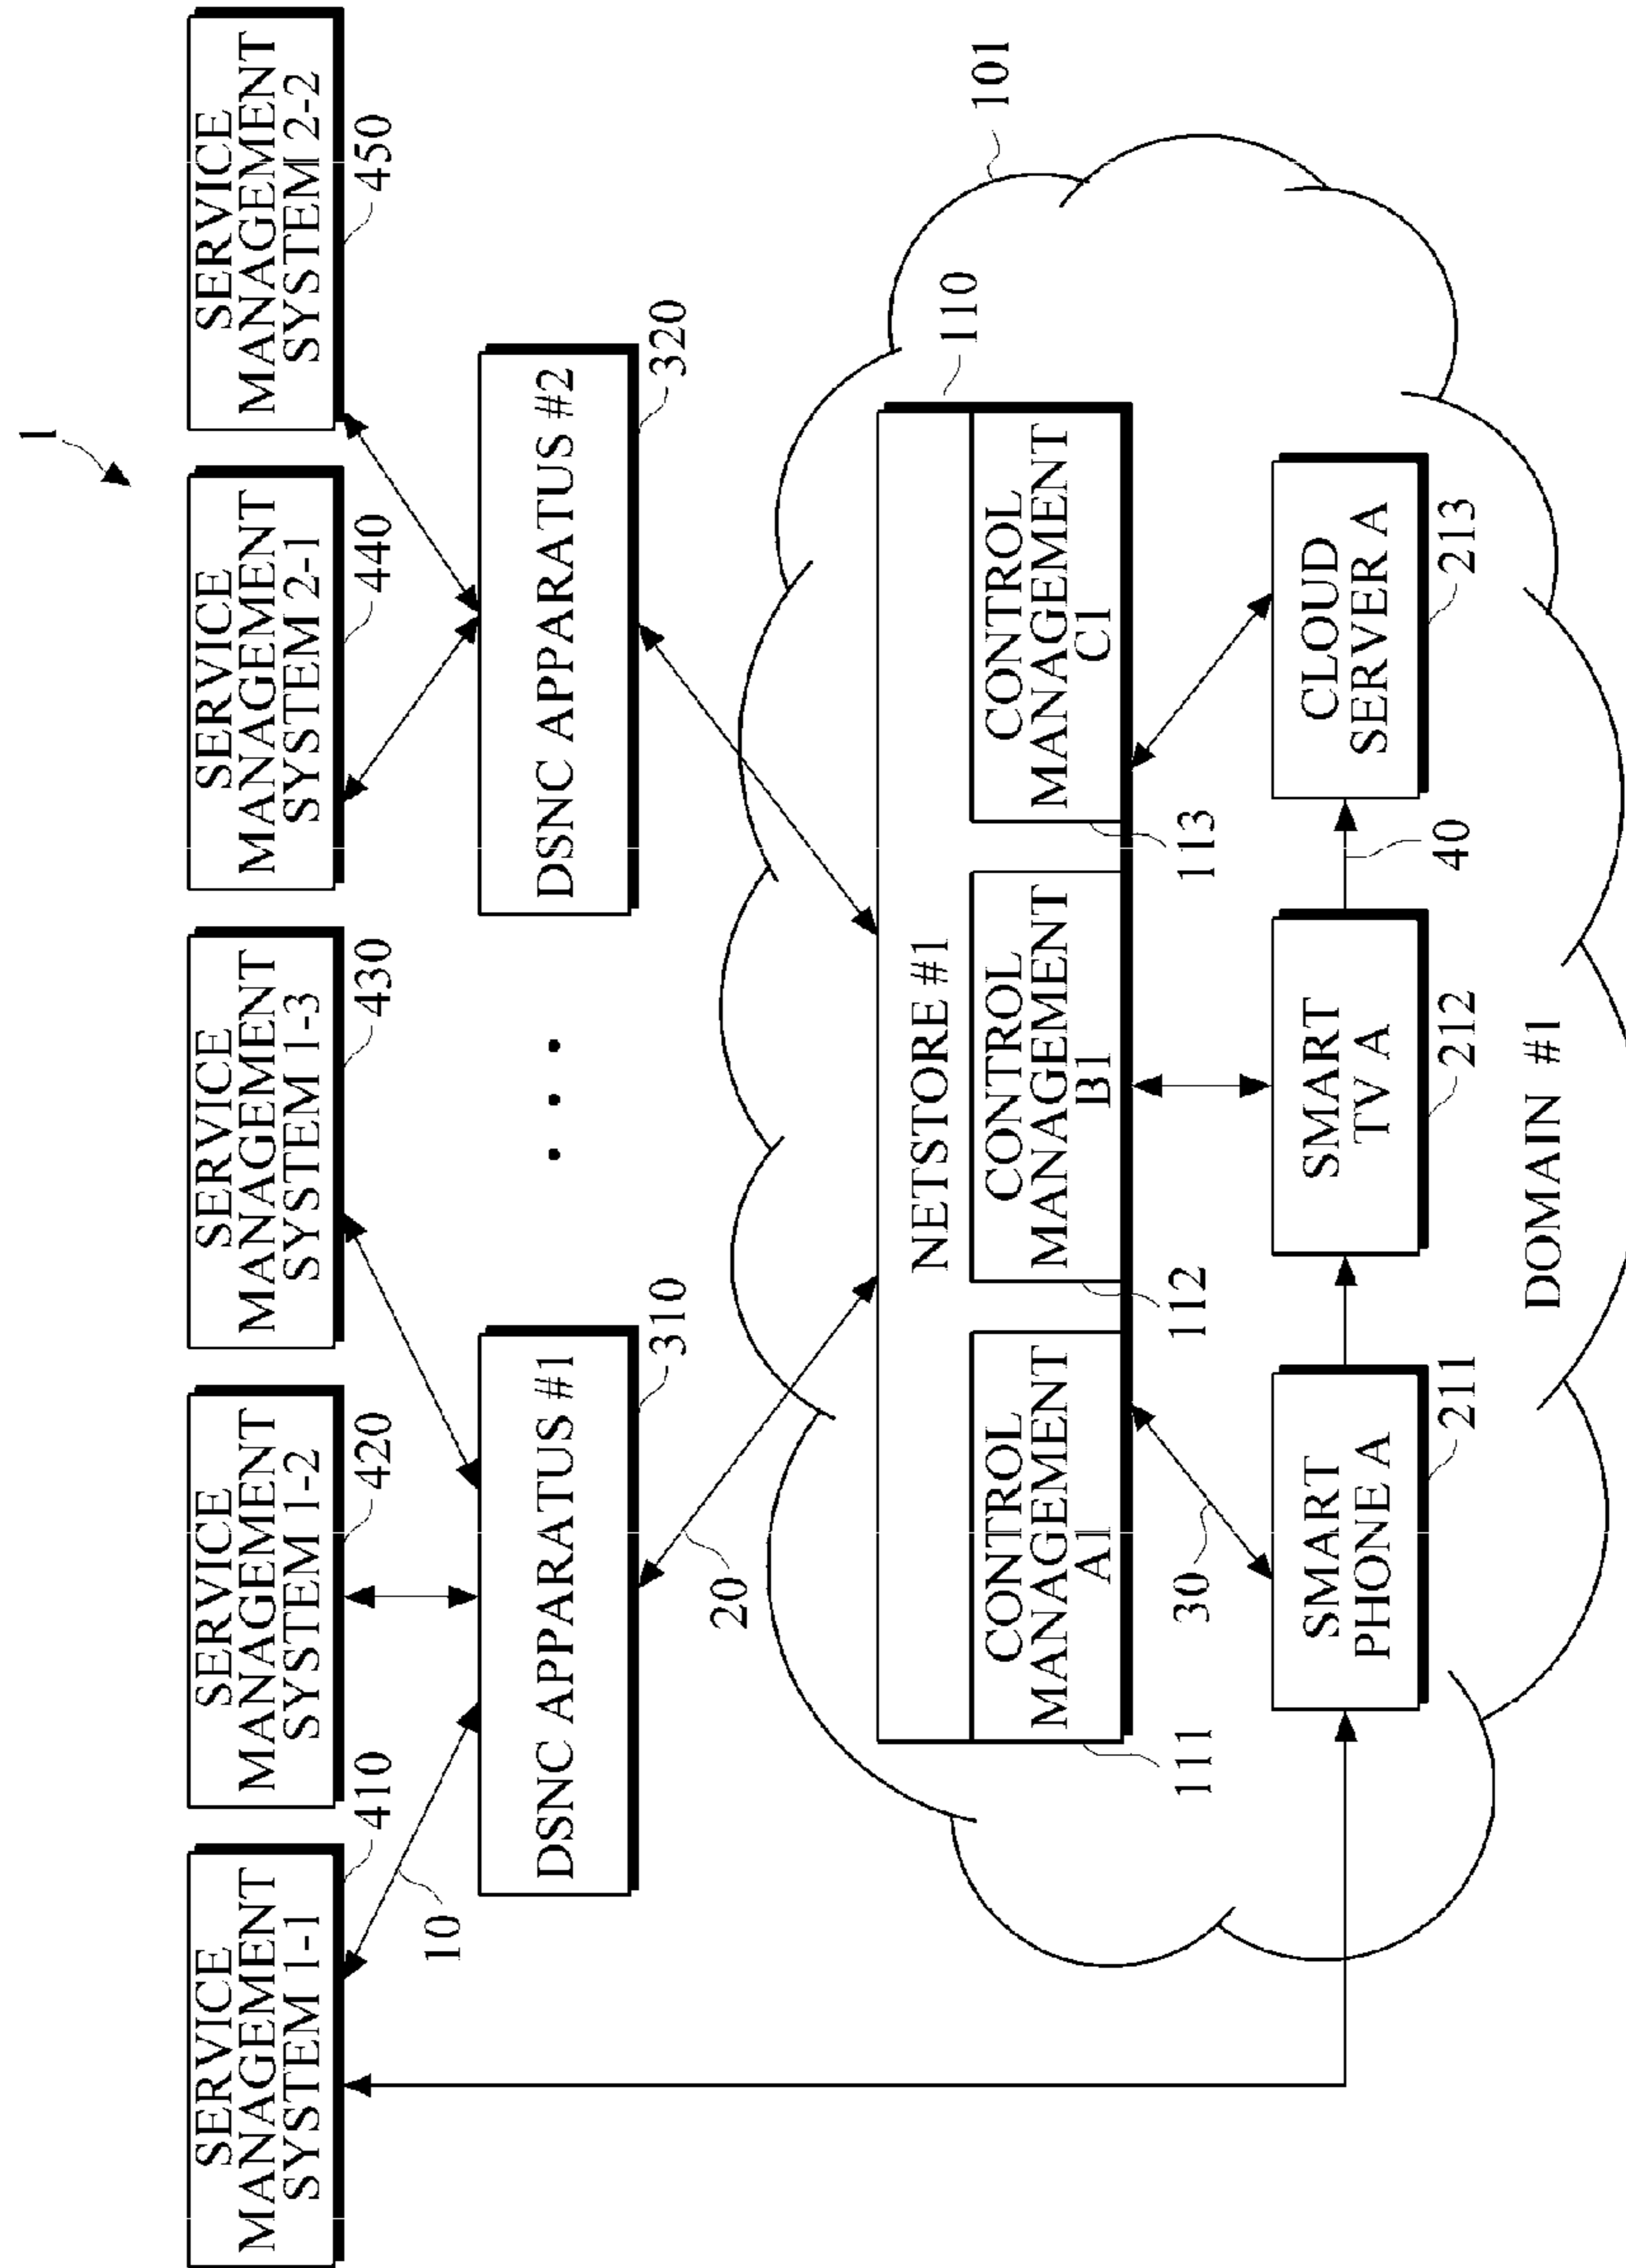 1
SERVICE
MANAGEMENT
SYSTEM 1-1
410
SERVICE
MANAGEMENT
SYSTEM 1-2
420
SERVICE
MANAGEMENT
SYSTEM 1-3
430
SERVICE
MANAGEMENT
SYSTEM 2-1
440
SERVICE
MANAGEMENT
SYSTEM 2-2
450
10
DSNC APPARATUS #1
310
DSNC APPARATUS #2
320
20
101
NETSTORE #1
110
CONTROL
MANAGEMENT
A1
111
CONTROL
MANAGEMENT
B1
112
CONTROL
MANAGEMENT
C1
113
30
SMART
PHONE A
211
SMART
TV A
212
40
CLOUD
SERVER A
213
DOMAIN #1